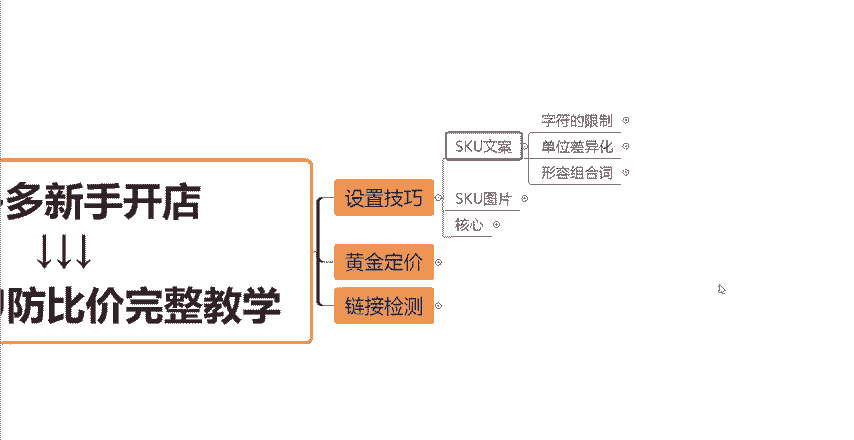 多新手开店
↓↓↓
防比价完整教学
设置技巧
SKU文案
字符的限制
单位差异化
形容组合词
SKU图片
核心
黄金定价
链接检测